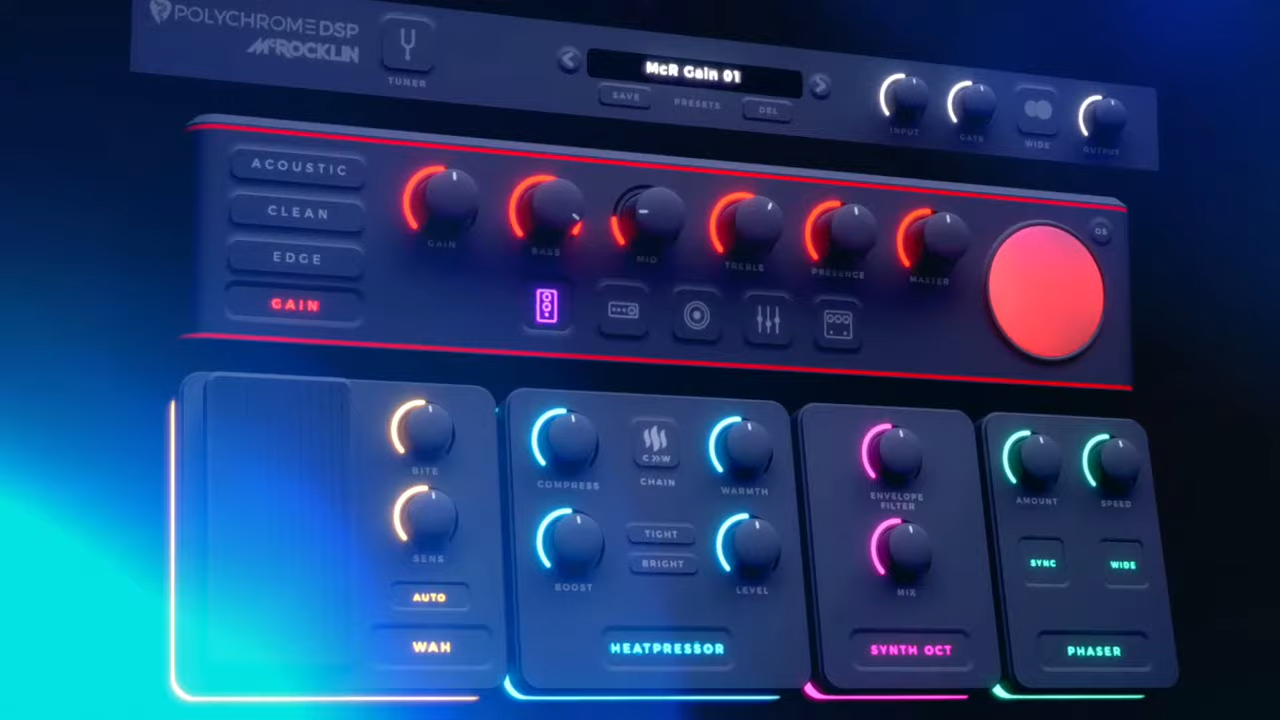 POLYCHROMEDSP
McROCKLIN
TUNER
McR Gain 01
SAVE
PRESETS
DEL
INPUT
GATE
WIDE
OUTPUT
ACOUSTIC
CLEAN
EDGE
GAIN
GAIN
BASS
MID
TREBLE
PRESENCE
MASTER
OS
BITE
SENS
AUTO
WAH
COMPRESS
C W
CHAIN
WARMTH
BOOST
TIGHT
BRIGHT
LEVEL
HEATPRESSOR
ENVELOPE
FILTER
MIX
SYNTH OCT
AMOUNT
SPEED
SYNC
WIDE
PHASER